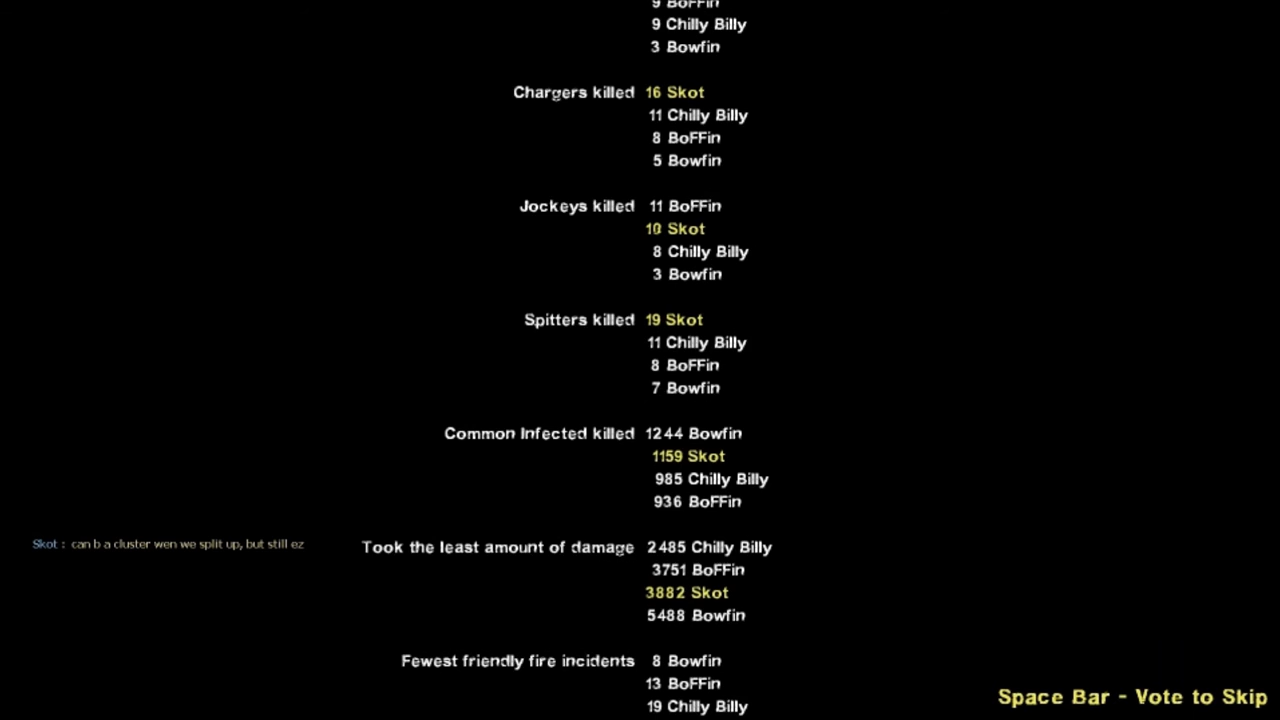 9 BoFFin
9 Chilly Billy
3 Bowfin
Chargers killed 16 Skot
11 Chilly Billy
8 BoFFin
5 Bowfin
Jockeys killed 11 BoFFin
10 Skot
8 Chilly Billy
3 Bowfin
Spitters killed 19 Skot
11 Chilly Billy
8 BoFFin
7 Bowfin
Common Infected killed 1244 Bowfin
1159 Skot
985 Chilly Billy
936 BoFFin
Skot : can b a cluster wen we split up, but still ez
Took the least amount of damage 2485 Chilly Billy
3751 BoFFin
3882 Skot
5488 Bowfin
Fewest friendly fire incidents 8 Bowfin
13 BoFFin
19 Chilly Billy
Space Bar - Vote to Skip